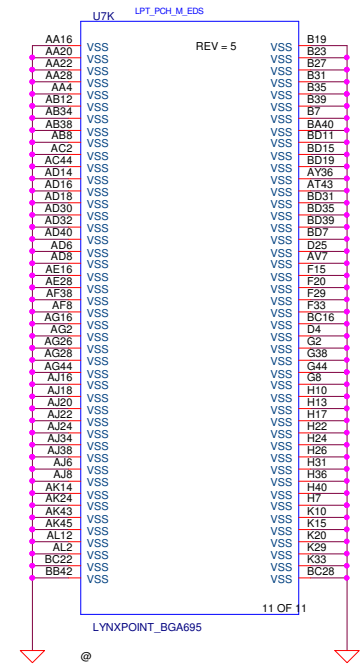 U7K LPT_PCH_M_EDS
AA16 VSS REV = 5 VSS B19
AA20 VSS VSS B23
AA22 VSS VSS B27
AA28 VSS VSS B31
AA4 VSS VSS B35
AB12 VSS VSS B39
AB34 VSS VSS B7
AB38 VSS VSS BA40
AB8 VSS VSS BD11
AC2 VSS VSS BD15
AC44 VSS VSS BD19
AD14 VSS VSS AY36
AD16 VSS VSS AT43
AD18 VSS VSS BD31
AD30 VSS VSS BD35
AD32 VSS VSS BD39
AD40 VSS VSS BD7
AD6 VSS VSS D25
AD8 VSS VSS AV7
AE16 VSS VSS F15
AE28 VSS VSS F20
AF38 VSS VSS F29
AF8 VSS VSS F33
AG16 VSS VSS BC16
AG2 VSS VSS D4
AG26 VSS VSS G2
AG28 VSS VSS G38
AG44 VSS VSS G44
AJ16 VSS VSS G8
AJ18 VSS VSS H10
AJ20 VSS VSS H13
AJ22 VSS VSS H17
AJ24 VSS VSS H22
AJ34 VSS VSS H24
AJ38 VSS VSS H26
AJ6 VSS VSS H31
AJ8 VSS VSS H36
AK14 VSS VSS H40
AK24 VSS VSS H7
AK43 VSS VSS K10
AK45 VSS VSS K15
AL12 VSS VSS K20
AL2 VSS VSS K29
BC22 VSS VSS K33
BB42 VSS VSS BC28
11 OF 11
LYNXPOINT_BGA695
@